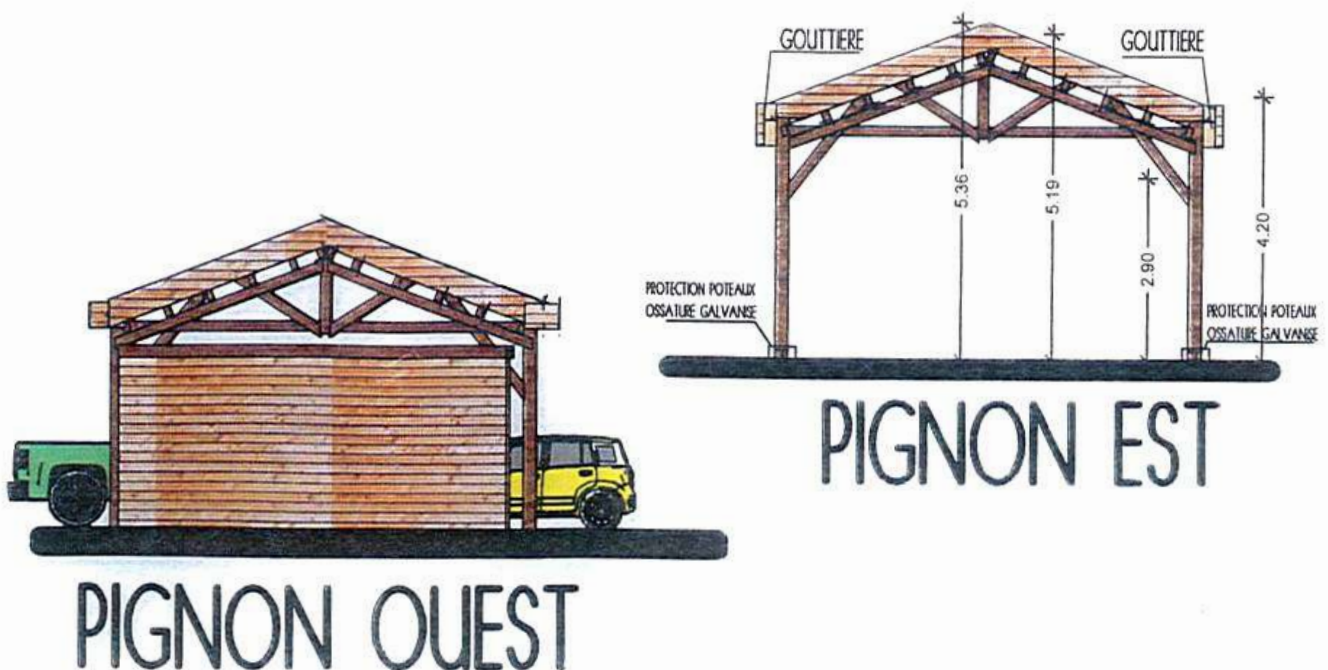 GOUTTIERE
GOUTTIERE
5.36
5.19
2.90
4.20
PROTECTION POTEAUX
OSSATURE GALVANISE
PROTECTION POTEAUX
OSSATURE GALVANISE
PIGNON EST
PIGNON OUEST